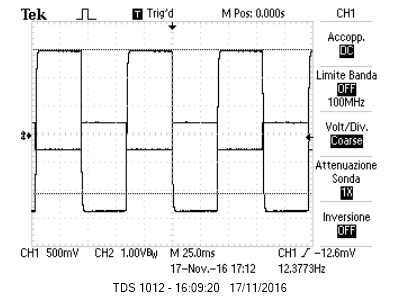 Tek T Trig'd M Pos: 0.000s CH1
Accopp.
DC
Limite Banda
OFF
100MHz
Volt/Div.
Coarse
2
Attenuazione
Sonda
1X
Inversione
OFF
CH1 500mV CH2 1.00VBW M 25.0ms CH1 -12.6mV
17-Nov.-16 17:12 12.3773Hz
TDS 1012 - 16:09:20 17/11/2016